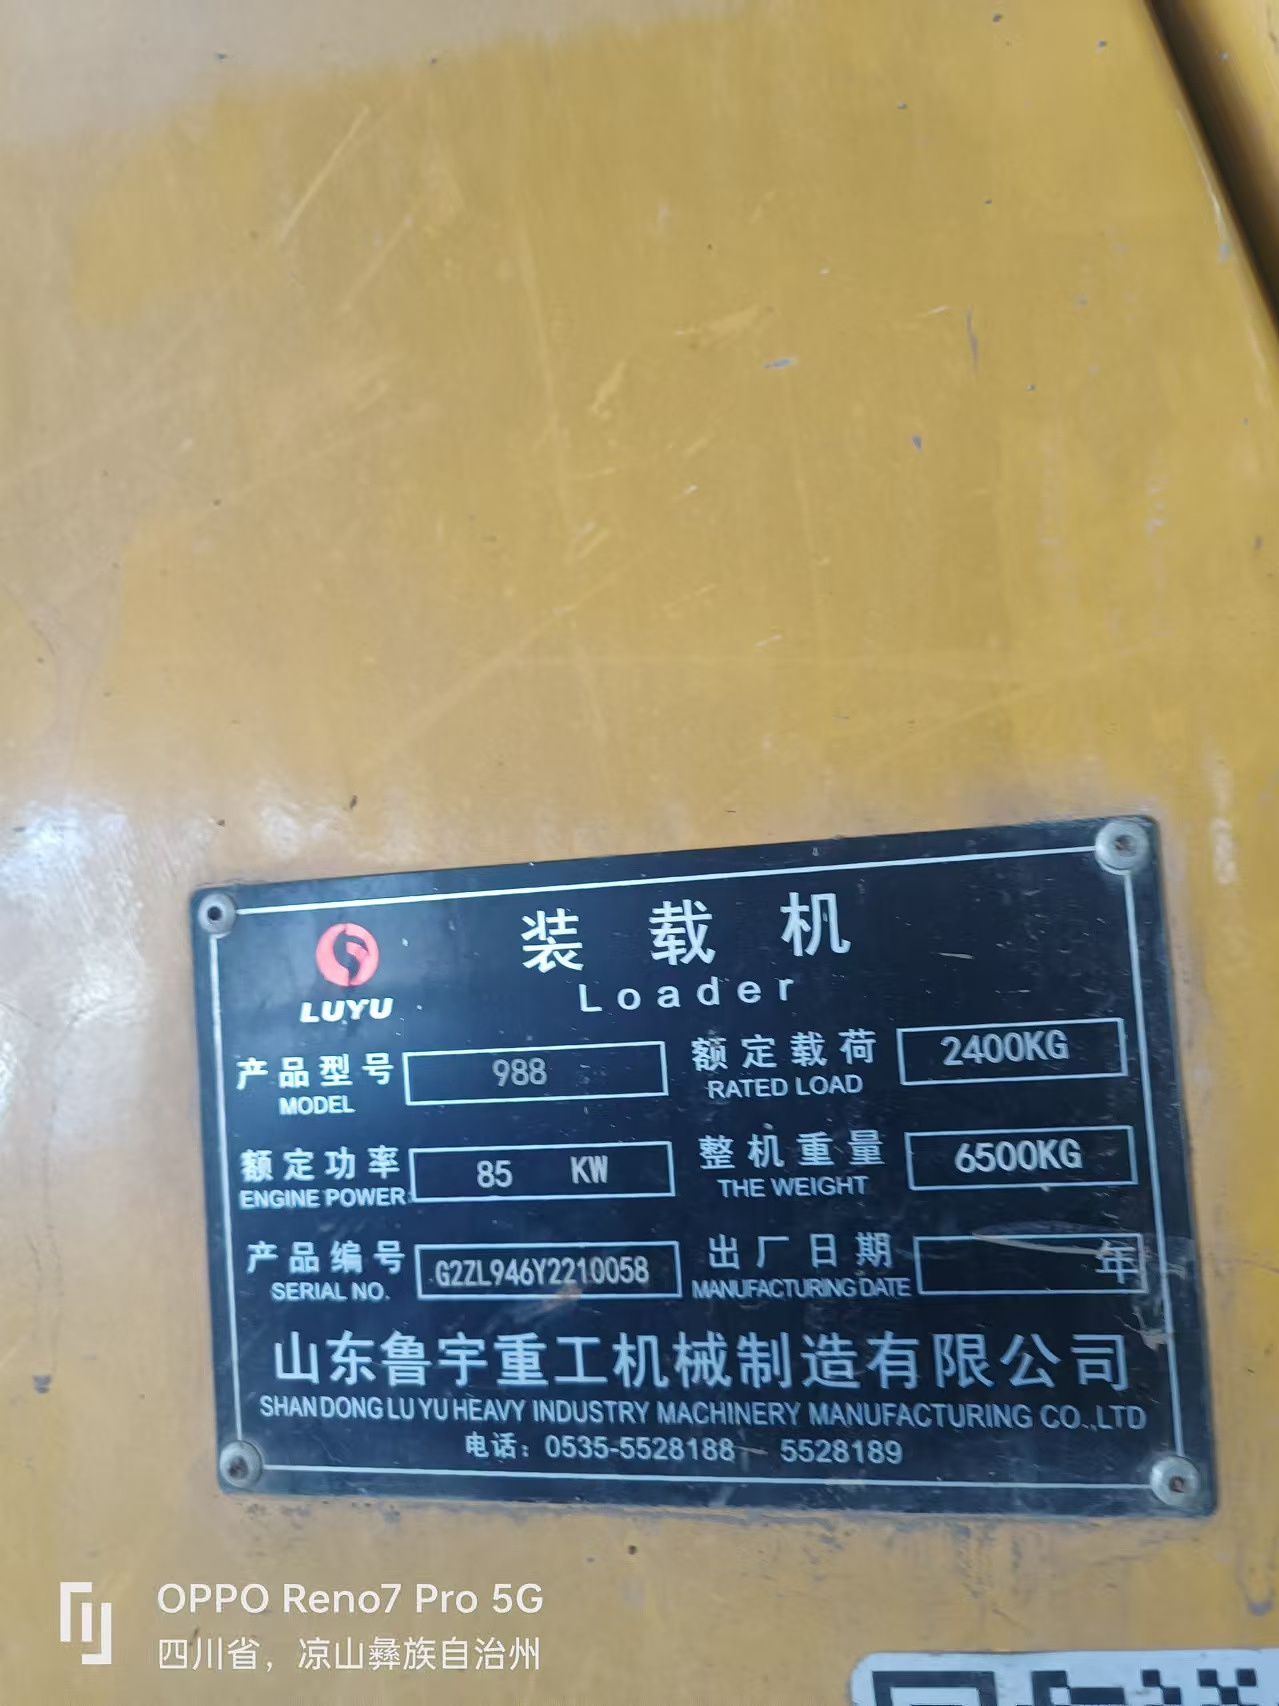 LUYU
装载机
Loader
产品型号 988 额定载荷 2400KG
MODEL RATED LOAD
额定功率 85 KW 整机重量 6500KG
ENGINE POWER: THE WEIGHT
产品编号 G2ZL946Y2210058 出厂日期 年
SERIAL NO. MANUFACTURING DATE
山东鲁宇重工机械制造有限公司
SHAN DONG LU YU HEAVY INDUSTRY MACHINERY MANUFACTURING CO.,LTD
电话：0535-5528188 5528189
OPPO Reno7 Pro 5G
四川省，凉山彝族自治州